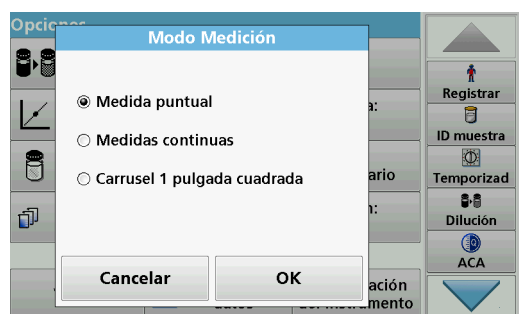 Opciones
Modo Medición
Medida puntual
Medidas continuas
Carrusel 1 pulgada cuadrada
Cancelar
OK
a:
ario
n:
ación
Registrar
ID muestra
Temporizad
Dilución
ACA